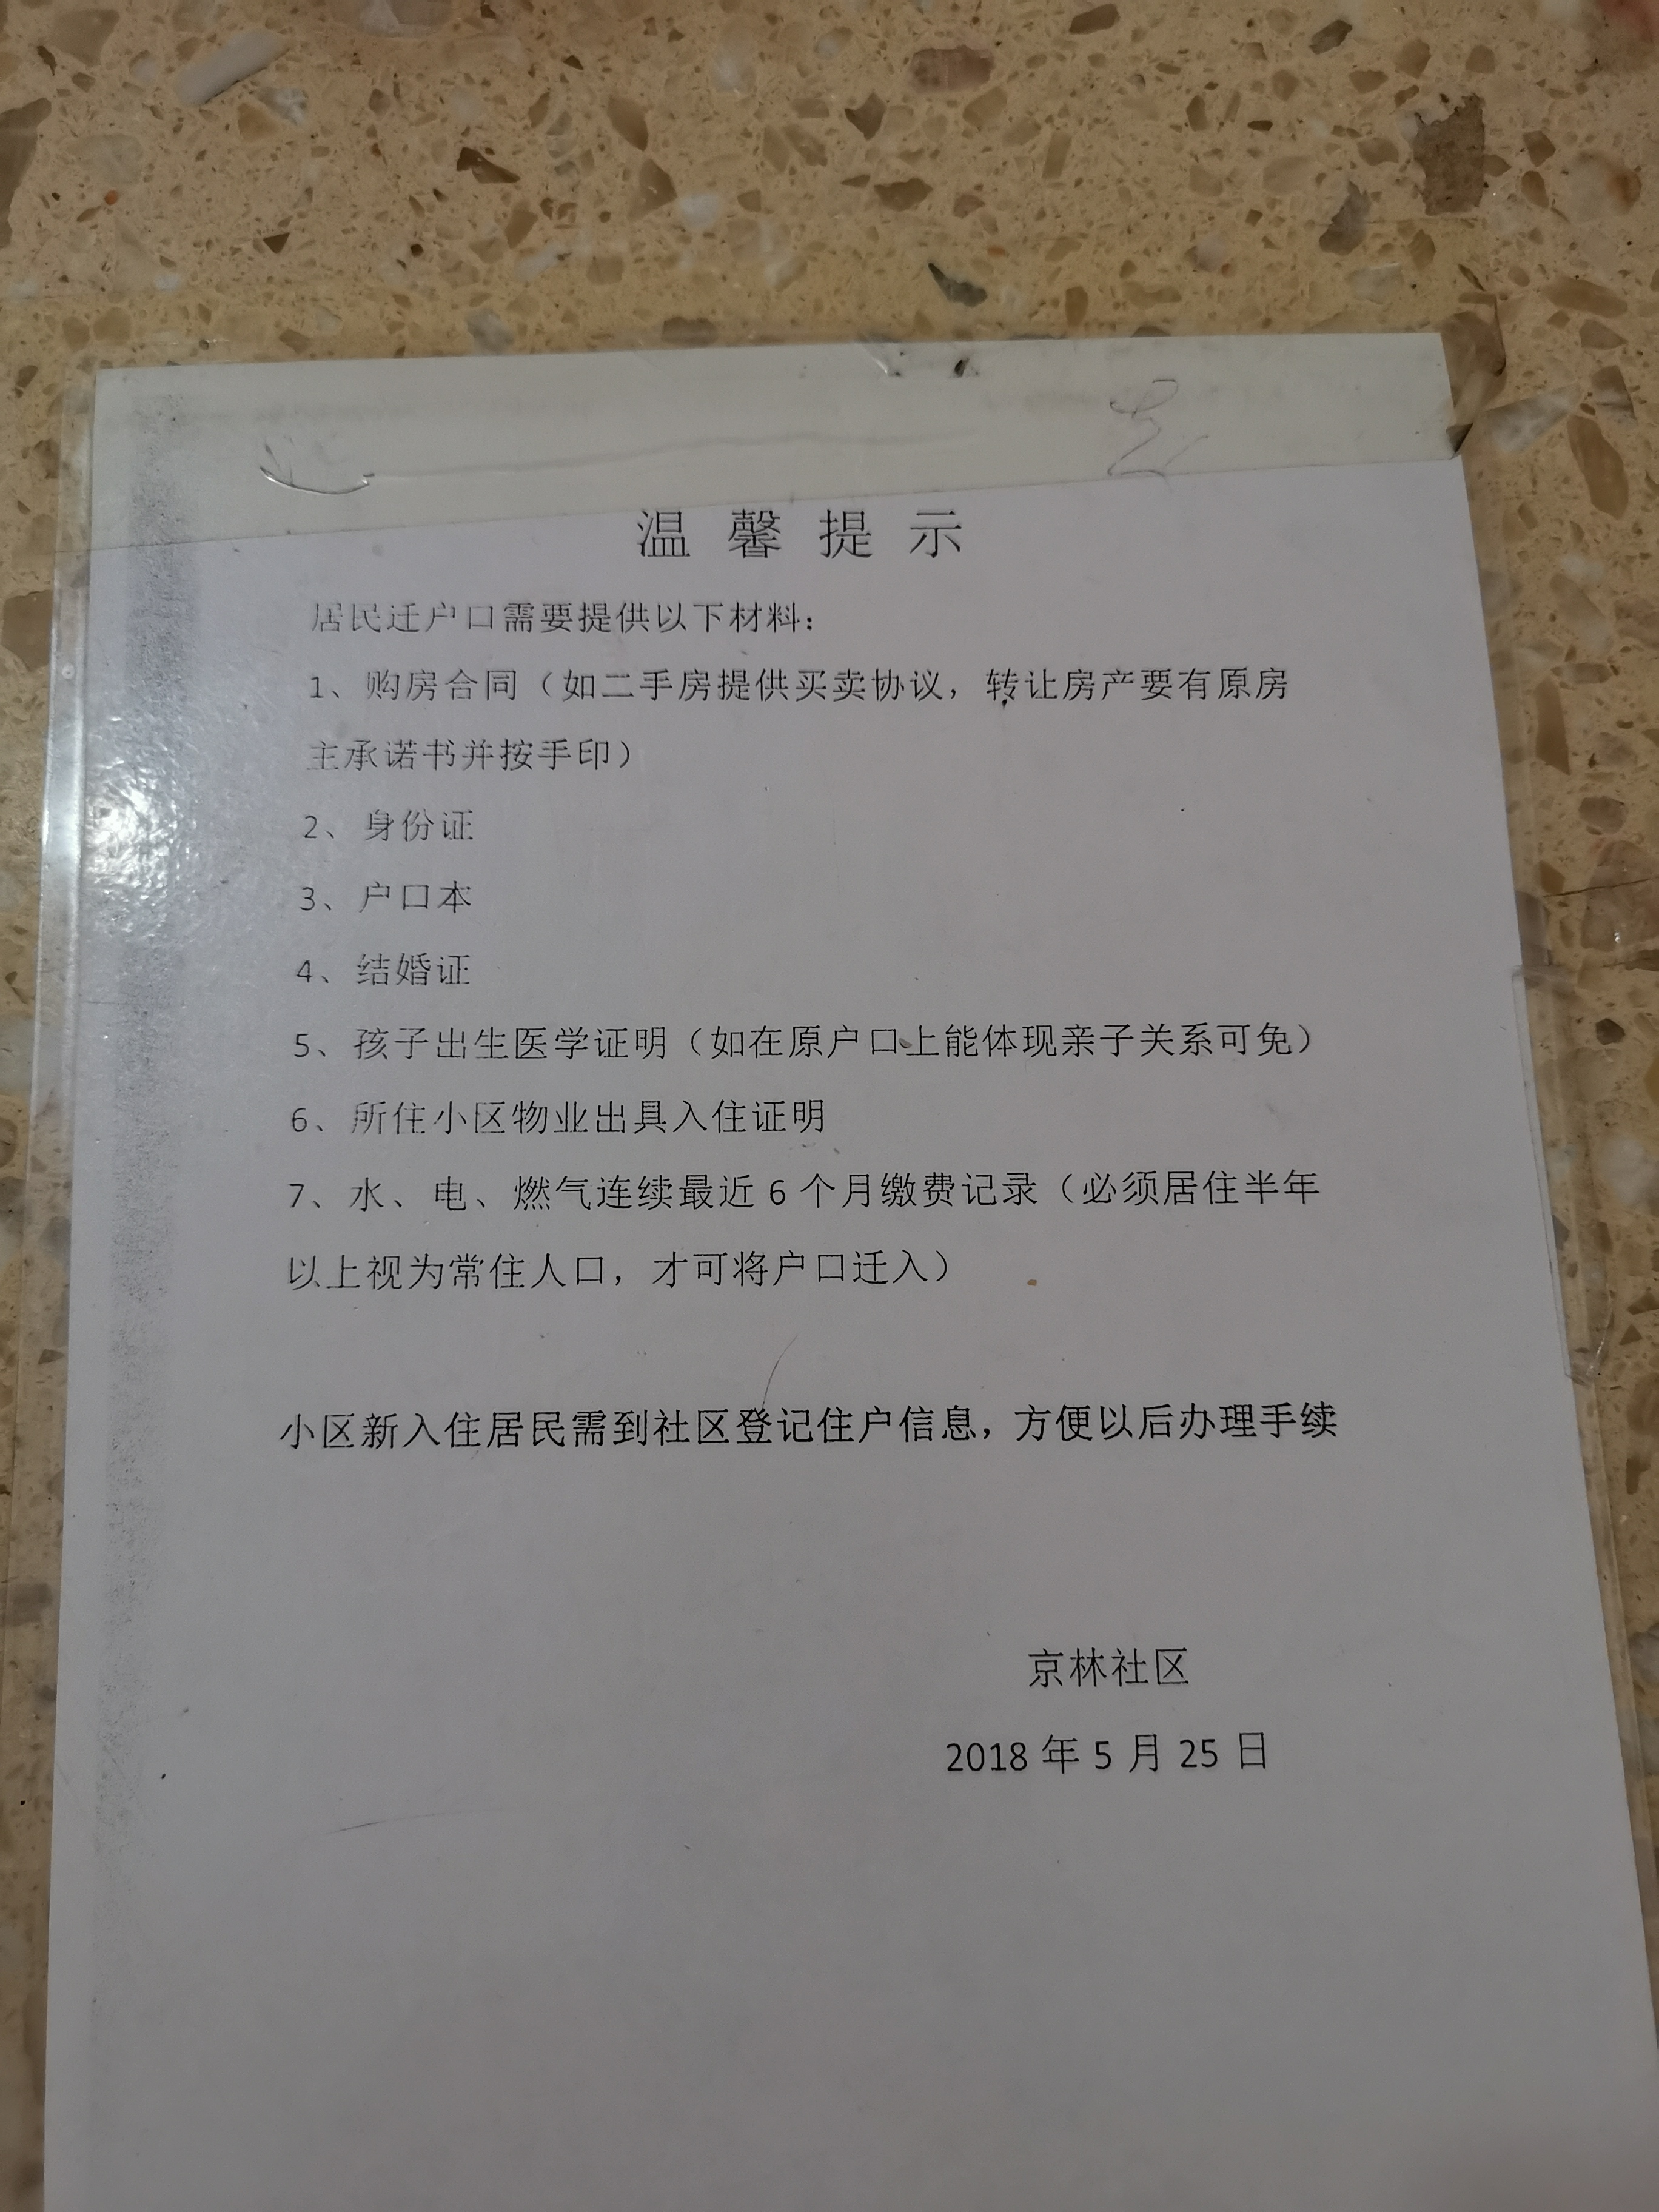 温馨提示
居民迁户口需要提供以下材料：
1、购房合同（如二手房提供买卖协议，转让房产要有原房
主承诺书并按手印）
2、身份证
3、户口本
4、结婚证
5、孩子出生医学证明（如在原户口上能体现亲子关系可免）
6、所住小区物业出具入住证明
7、水、电、燃气连续最近 6 个月缴费记录（必须居住半年
以上视为常住人口，才可将户口迁入）
小区新入住居民需到社区登记住户信息，方便以后办理手续
京林社区
2018 年 5 月 25 日